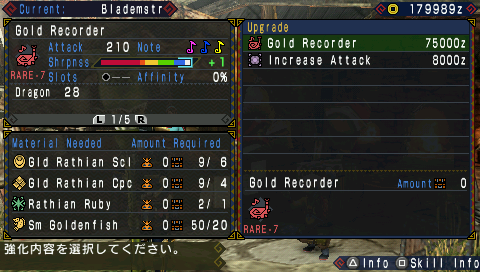 Current: Blademstr
179989z
Gold Recorder
Attack 210 Note
Shrpnss +1
RARE-7 Slots ●-- Affinity 0%
Dragon 28
L 1/5 R
Material Needed Amount Required
Gld Rathian Scl 0 9/ 6
Gld Rathian Cpc 0 9/ 4
Rathian Ruby 0 2/ 1
Sm Goldenfish 0 50/20
Upgrade
Gold Recorder 75000z
Increase Attack 8000z
Gold Recorder Amount 0
RARE-7
強化内容を選択してください。
Info Skill Info